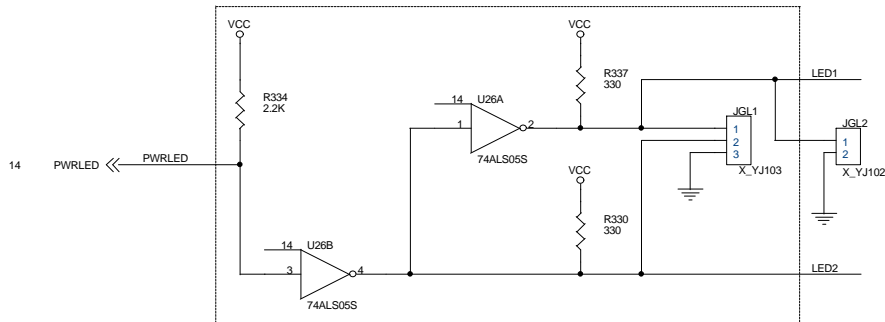 VCC
VCC
R334
2.2K
R337
330
LED1
14
U26A
1
2
74ALS05S
JGL1
1
2
3
X_YJ103
JGL2
1
2
X_YJ102
14
PWRLED
PWRLED
VCC
R330
330
14
U26B
3
4
74ALS05S
LED2